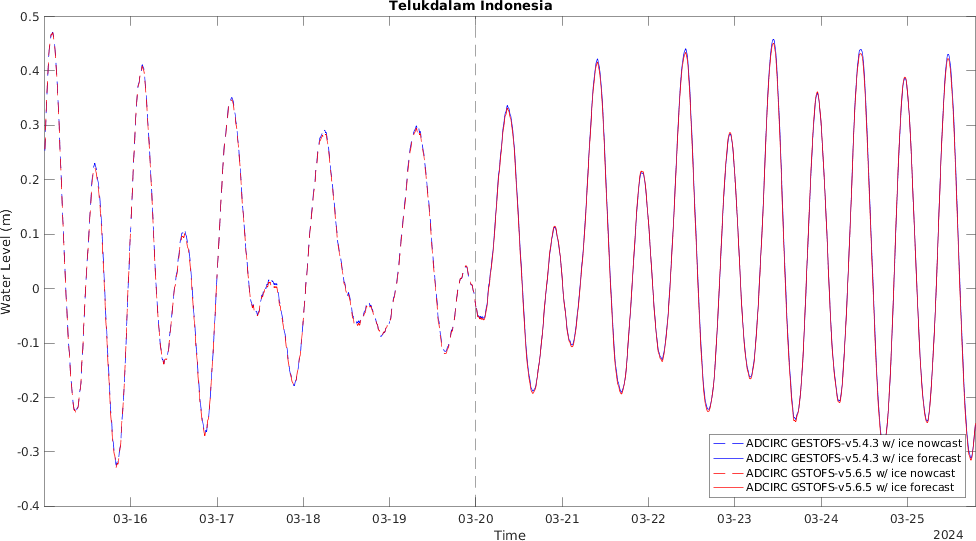 Telukdalam Indonesia
0.5
0.4
0.3
0.2
0.1
0
-0.1
-0.2
-0.3
-0.4
Water Level (m)
ADCIRC GESTOFS-v5.4.3 w/ ice nowcast
ADCIRC GESTOFS-v5.4.3 w/ ice forecast
ADCIRC GSTOFS-v5.6.5 w/ ice nowcast
ADCIRC GSTOFS-v5.6.5 w/ ice forecast
03-16 03-17 03-18 03-19 03-20 03-21 03-22 03-23 03-24 03-25
Time
2024